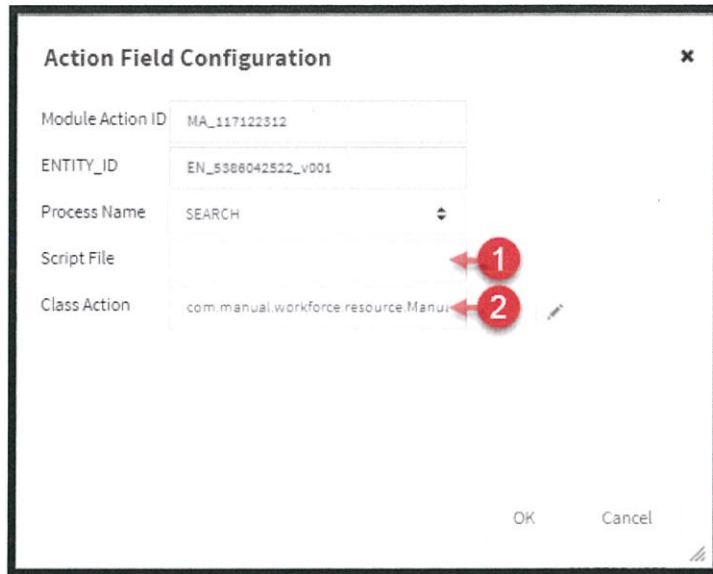 Action Field Configuration ×
Module Action ID MA_117122312
ENTITY_ID EN_5386042522_v001
Process Name SEARCH
Script File 1
Class Action com.manual.workforce.resource.Manu 2
OK Cancel